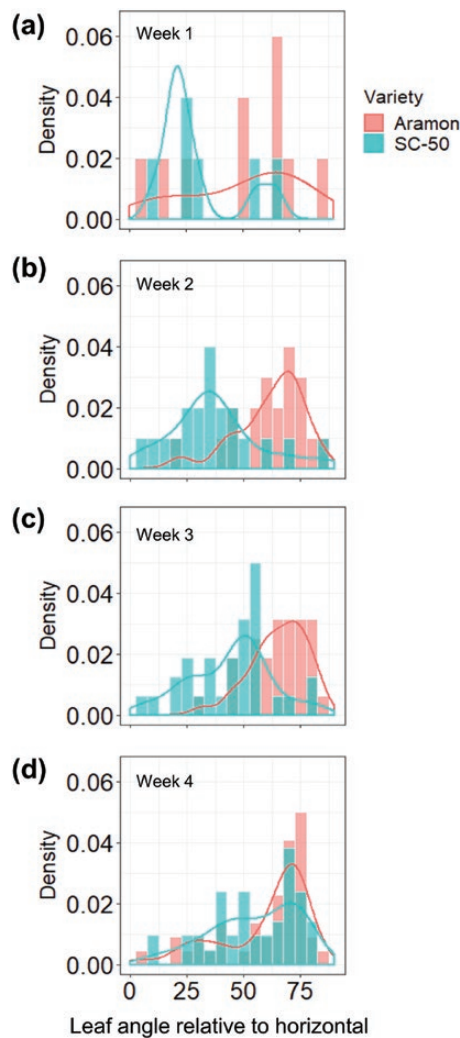 (a)
Week 1
0.06
0.04
0.02
0.00
Density
Variety
Aramon
SC-50
(b)
Week 2
0.06
0.04
0.02
0.00
Density
(c)
Week 3
0.06
0.04
0.02
0.00
Density
(d)
Week 4
0.06
0.04
0.02
0.00
Density
0 25 50 75
Leaf angle relative to horizontal